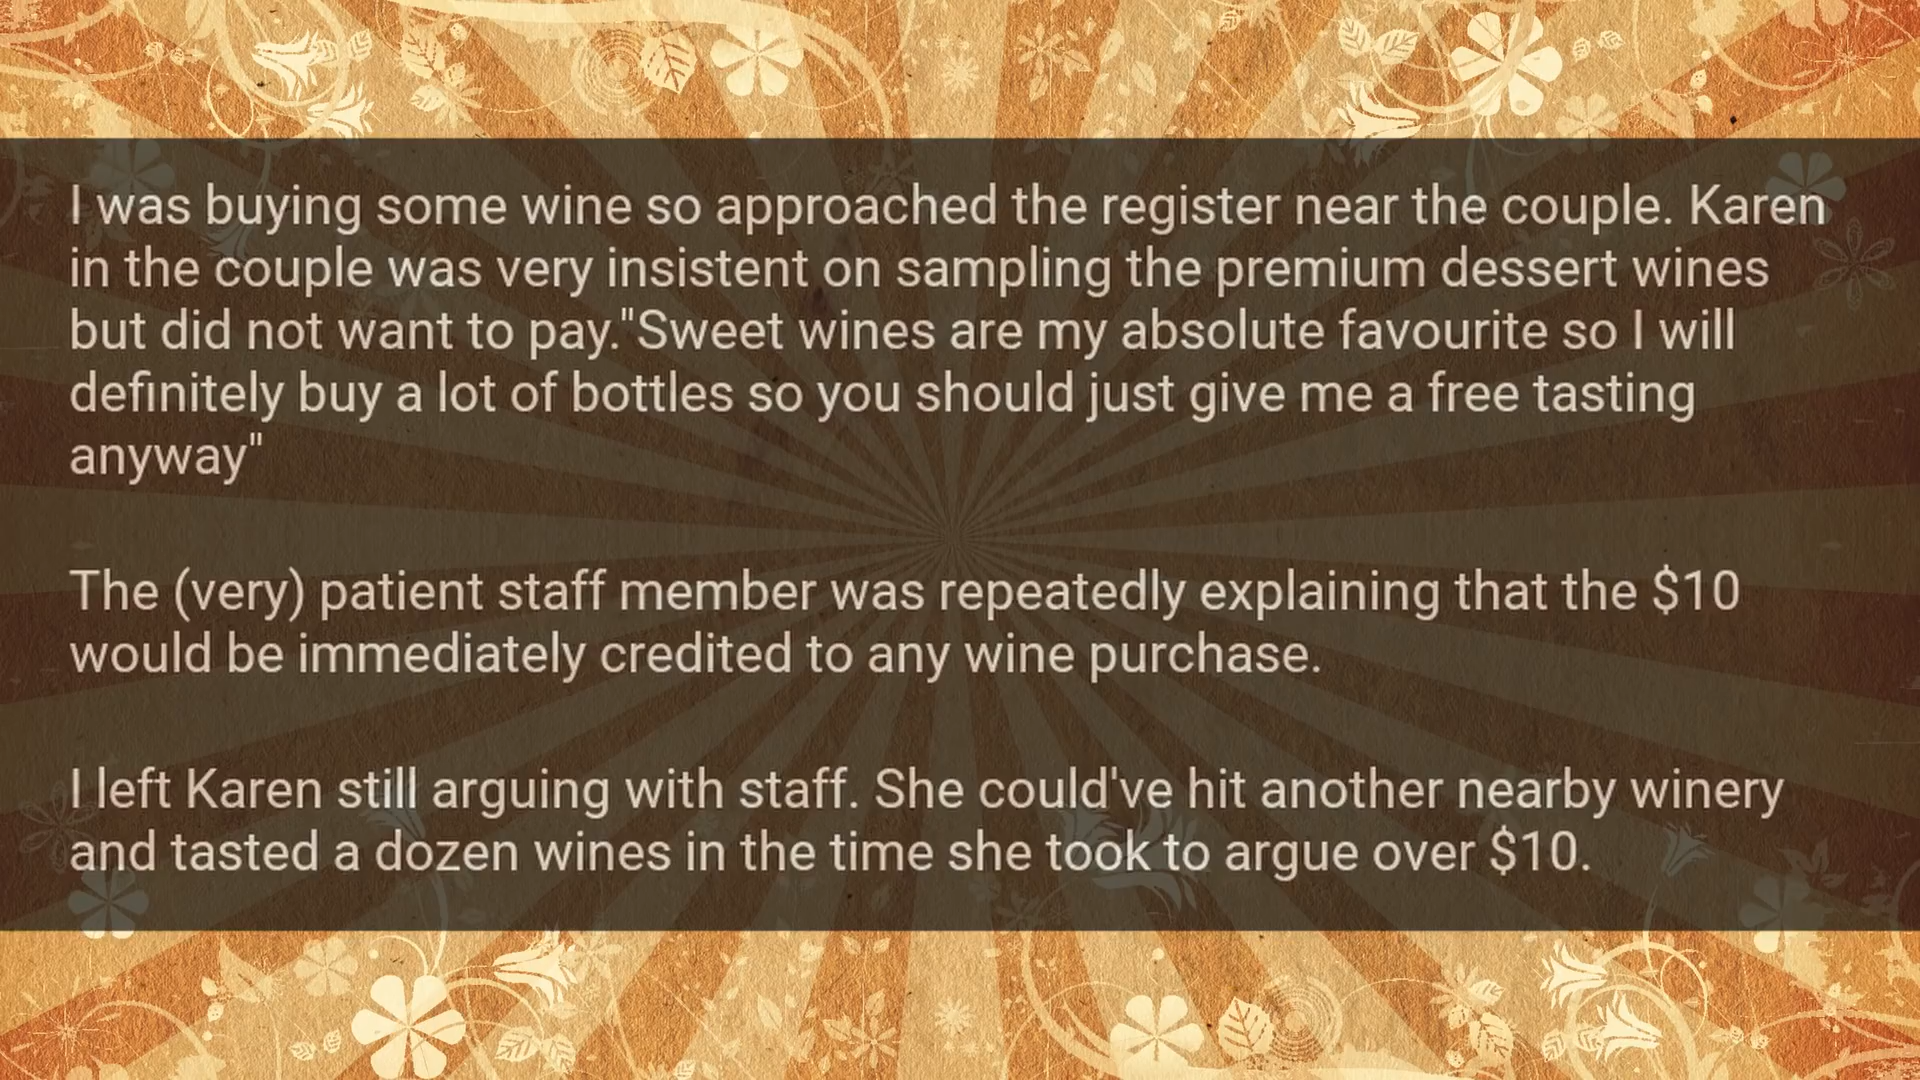 I was buying some wine so approached the register near the couple. Karen
in the couple was very insistent on sampling the premium dessert wines
but did not want to pay."Sweet wines are my absolute favourite so I will
definitely buy a lot of bottles so you should just give me a free tasting
anyway"
The (very) patient staff member was repeatedly explaining that the $10
would be immediately credited to any wine purchase.
I left Karen still arguing with staff. She could've hit another nearby winery
and tasted a dozen wines in the time she took to argue over $10.